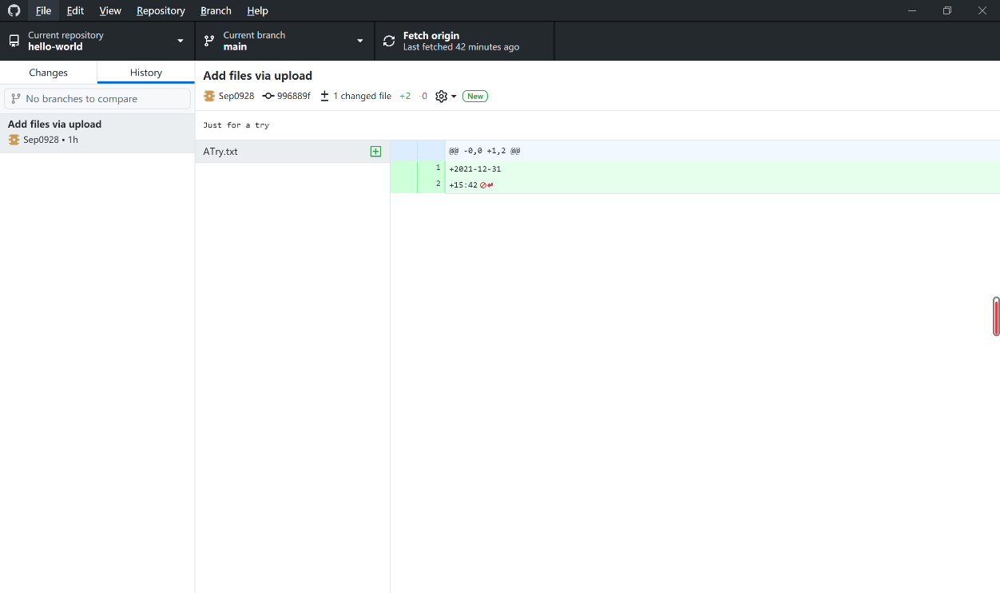 File Edit View Repository Branch Help
Current repository
hello-world
Current branch
main
Fetch origin
Last fetched 42 minutes ago
Changes History
No branches to compare
Add files via upload
Sep0928 • 1h
Add files via upload
Sep0928 996889f 1 changed file +2 -0 New
Just for a try
ATry.txt
@@ -0,0 +1,2 @@
1 +2021-12-31
2 +15:42